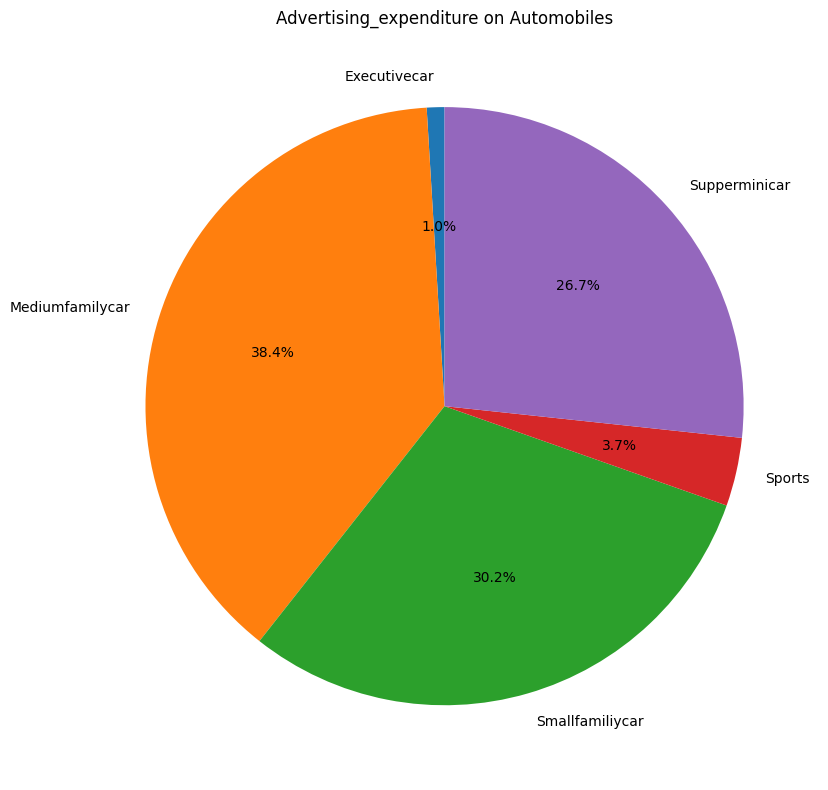 Advertising_expenditure on Automobiles
Executivecar
Supperminicar
1.0%
26.7%
Mediumfamilycar
38.4%
3.7%
Sports
30.2%
Smallfamiliycar